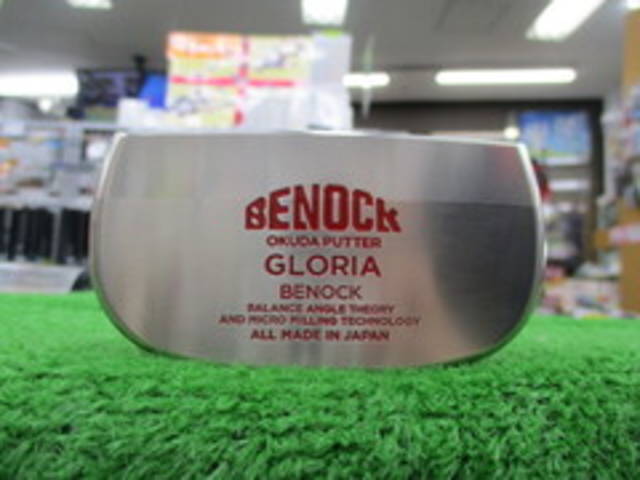 BENOCK
OKUDA PUTTER
GLORIA
BENOCK
BALANCE ANGLE THEORY
AND MICRO MILLING TECHNOLOGY
ALL MADE IN JAPAN